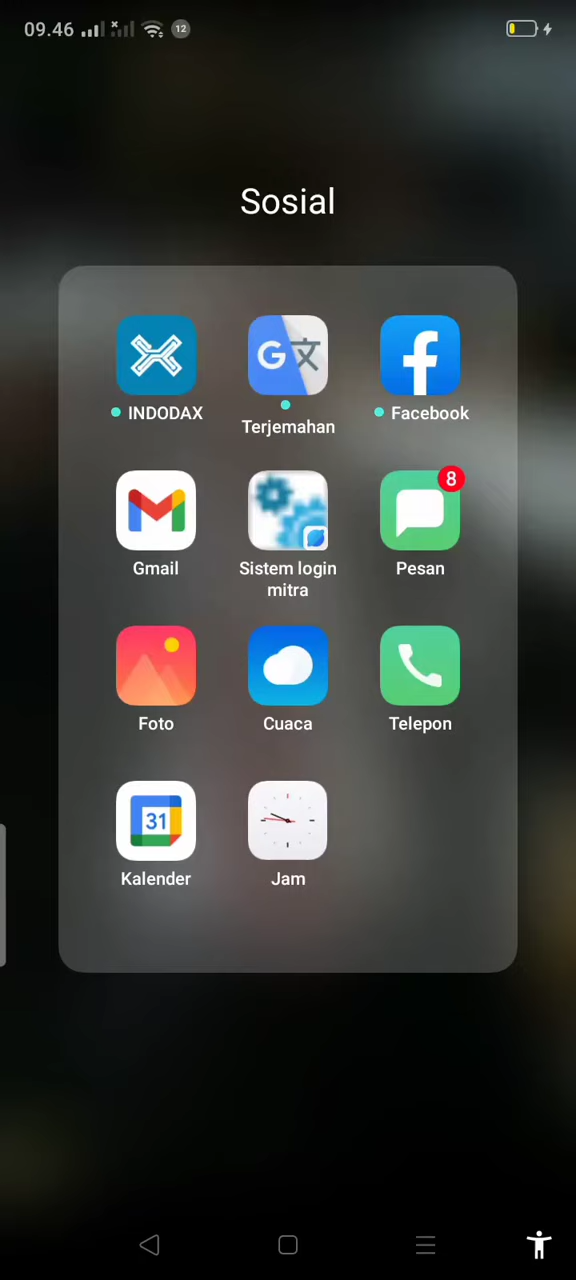 09.46 12
Sosial
INDODAX
Terjemahan
Facebook
Gmail
Sistem login
mitra
8
Pesan
Foto
Cuaca
Telepon
31
Kalender
Jam